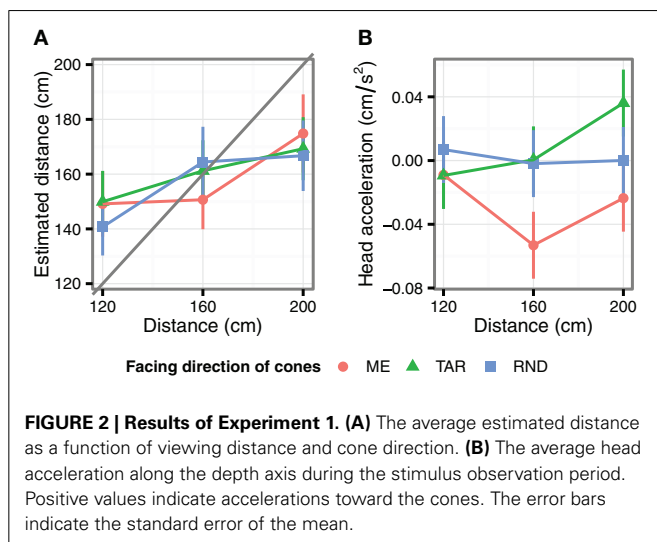 A
B
Estimated distance (cm)
200
180
160
140
120
120 160 200
Distance (cm)
Head acceleration (cm/s²)
0.04
0.00
−0.04
−0.08
120 160 200
Distance (cm)
Facing direction of cones ME TAR RND
FIGURE 2 | Results of Experiment 1. (A) The average estimated distance
as a function of viewing distance and cone direction. (B) The average head
acceleration along the depth axis during the stimulus observation period.
Positive values indicate accelerations toward the cones. The error bars
indicate the standard error of the mean.